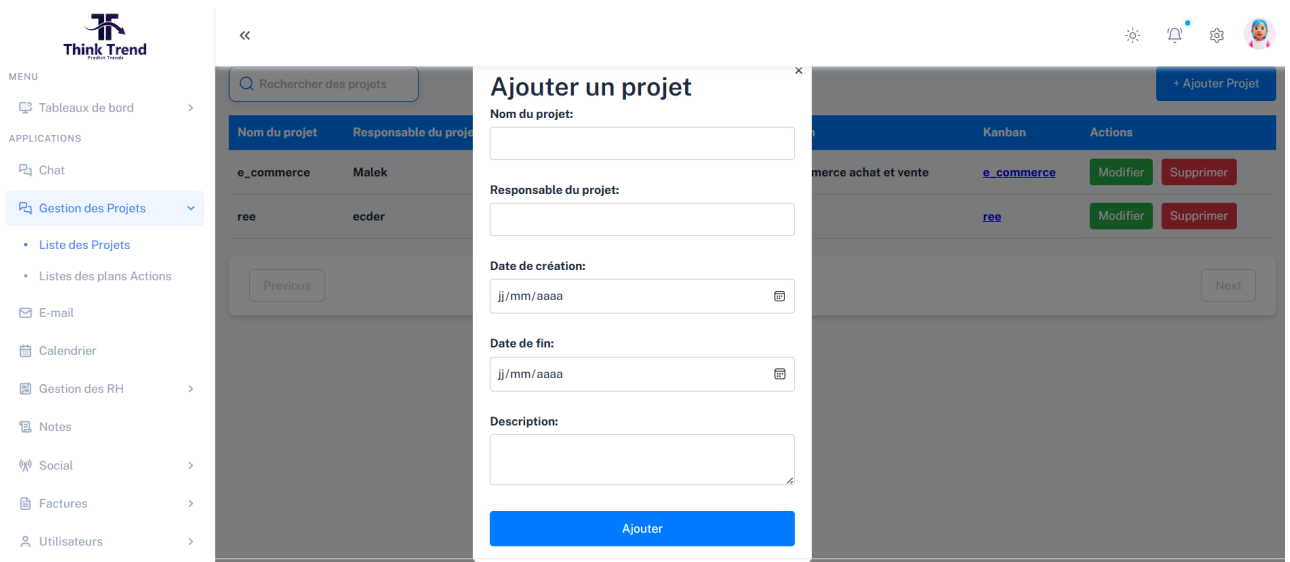 Think Trend
Predict Trends
MENU
Tableaux de bord
APPLICATIONS
Chat
Gestion des Projets
• Liste des Projets
• Listes des plans Actions
E-mail
Calendrier
Gestion des RH
Notes
Social
Factures
Utilisateurs
Rechercher des projets
+ Ajouter Projet
Nom du projet Responsable du proje Kanban Actions
e_commerce Malek merce achat et vente e_commerce Modifier Supprimer
ree ecder ree Modifier Supprimer
Previous Next
Ajouter un projet
Nom du projet:
Responsable du projet:
Date de création:
jj/mm/aaaa
Date de fin:
jj/mm/aaaa
Description:
Ajouter